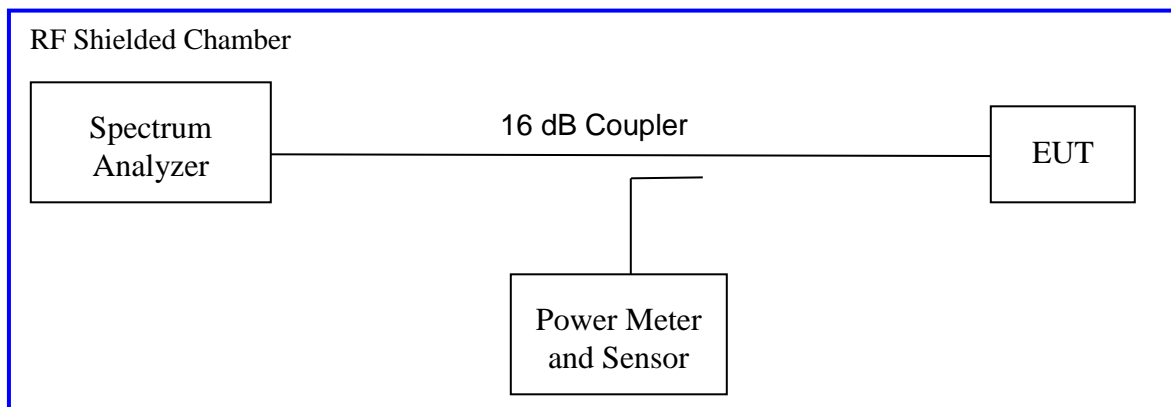 RF Shielded Chamber
Spectrum
Analyzer
16 dB Coupler
EUT
Power Meter
and Sensor